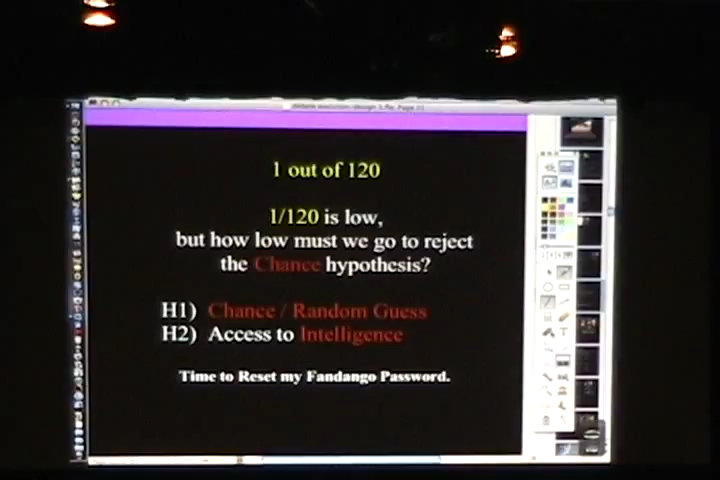 1 out of 120
1/120 is low,
but how low must we go to reject
the Chance hypothesis?
H1) Chance / Random Guess
H2) Access to Intelligence
Time to Reset my Fandango Password.